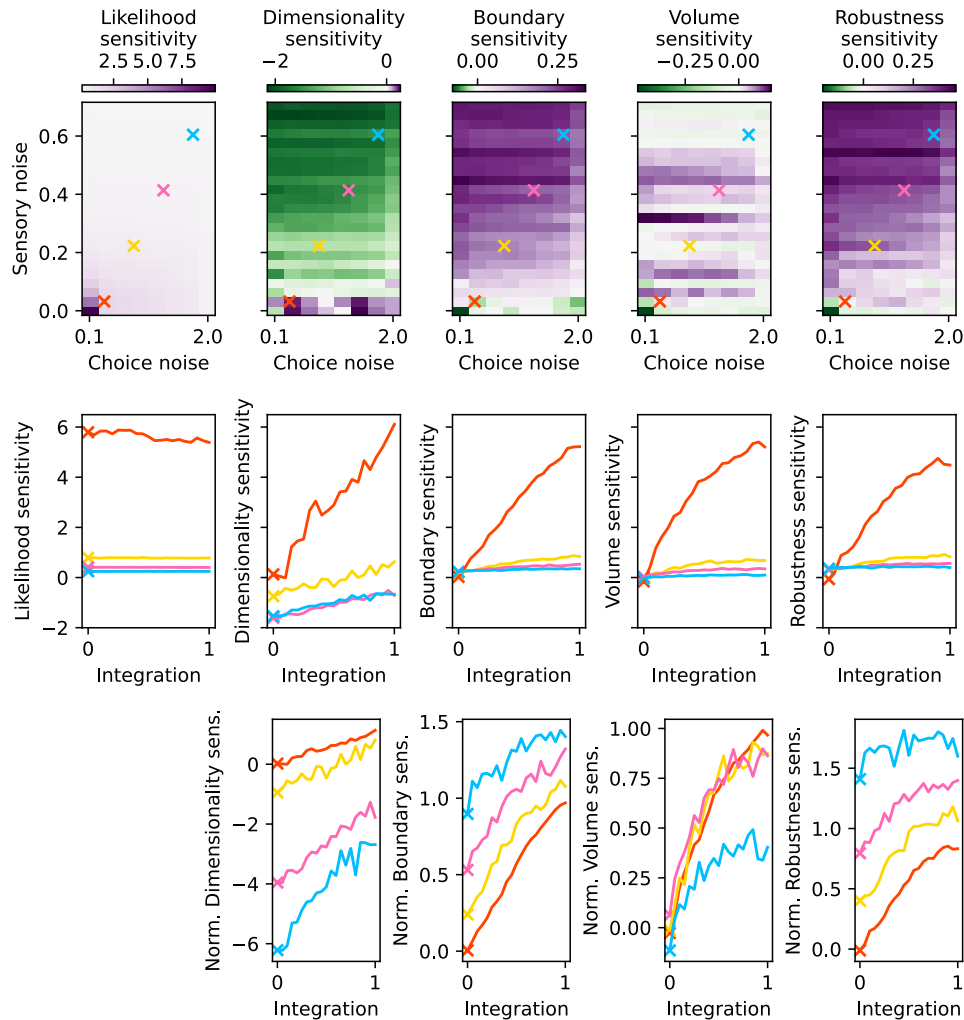 Likelihood sensitivity
Dimensionality sensitivity
Boundary sensitivity
Volume sensitivity
Robustness sensitivity
2.5 5.0 7.5
−2 0
0.00 0.25
−0.25 0.00
0.00 0.25
Sensory noise
0.6
0.4
0.2
0.0
0.1 2.0
0.1 2.0
0.1 2.0
0.1 2.0
0.1 2.0
Choice noise
Choice noise
Choice noise
Choice noise
Choice noise
Likelihood sensitivity
6
4
2
0
−2
Dimensionality sensitivity
Boundary sensitivity
Volume sensitivity
Robustness sensitivity
0 1
0 1
0 1
0 1
0 1
Integration
Integration
Integration
Integration
Integration
Norm. Dimensionality sens.
0
−2
−4
−6
Norm. Boundary sens.
1.5
1.0
0.5
0.0
Norm. Volume sens.
1.00
0.75
0.50
0.25
0.00
Norm. Robustness sens.
1.5
1.0
0.5
0.0
0 1
0 1
0 1
0 1
Integration
Integration
Integration
Integration